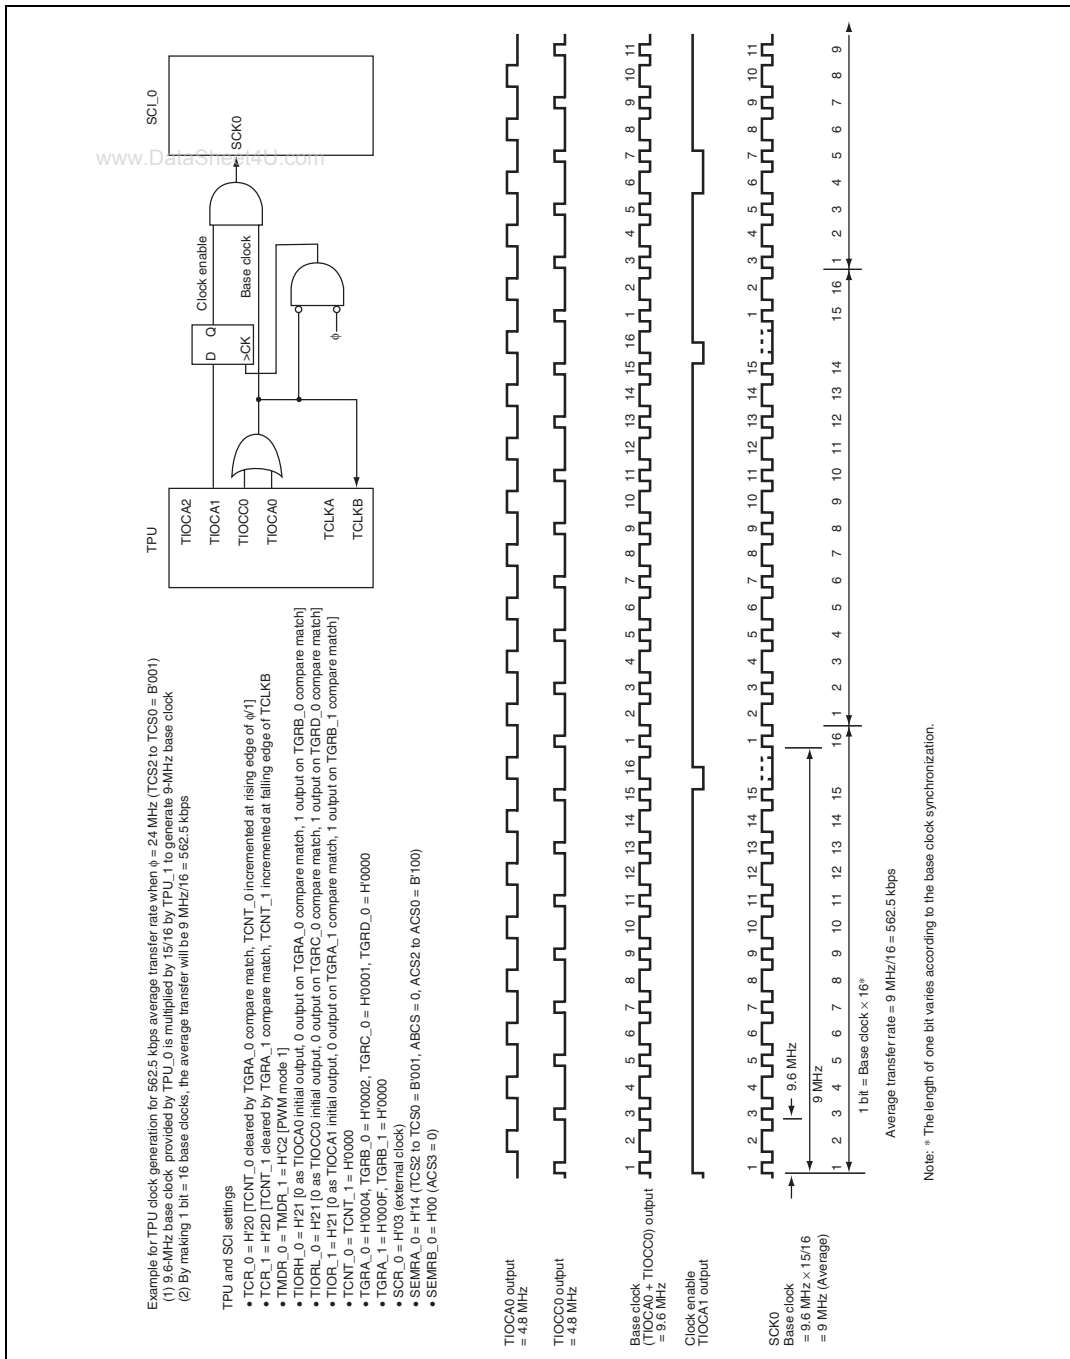 Example for TPU clock generation for 562.5 kbps average transfer rate when ϕ = 24 MHz (TCS2 to TCS0 = B'001)
(1) 9.6-MHz base clock provided by TPU_0 is multiplied by 15/16 by TPU_1 to generate 9-MHz base clock
(2) By making 1 bit = 16 base clocks, the average transfer will be 9 MHz/16 = 562.5 kbps
TPU and SCI settings
• TCR_0 = H'20 [TCNT_0 cleared by TGRA_0 compare match, TCNT_0 incremented at rising edge of ϕ/1]
• TCR_1 = H'2D [TCNT_1 cleared by TGRA_1 compare match, TCNT_1 incremented at falling edge of TCLKB
• TMDR_0 = TMDR_1 = H'C2 [PWM mode 1]
• TIORH_0 = H'21 [0 as TIOCA0 initial output, 0 output on TGRA_0 compare match, 1 output on TGRB_0 compare match]
• TIORL_0 = H'21 [0 as TIOCC0 initial output, 0 output on TGRC_0 compare match, 1 output on TGRD_0 compare match]
• TIOR_1 = H'21 [0 as TIOCA1 initial output, 0 output on TGRA_1 compare match, 1 output on TGRB_1 compare match]
• TCNT_0 = TCNT_1 = H'0000
• TGRA_0 = H'0004, TGRB_0 = H'0002, TGRC_0 = H'0001, TGRD_0 = H'0000
• TGRA_1 = H'000F, TGRB_1 = H'0000
• SCR_0 = H'03 (external clock)
• SEMRA_0 = H'14 (TCS2 to TCS0 = B'001, ABCS = 0, ACS2 to ACS0 = B'100)
• SEMRB_0 = H'00 (ACS3 = 0)
TPU
TIOCA2
TIOCA1
TIOCC0
TIOCA0
TCLKA
TCLKB
D Q
>CK
Clock enable
Base clock
ϕ
SCI_0
SCK0
www.DataSheet4U.com
TIOCA0 output
= 4.8 MHz
TIOCC0 output
= 4.8 MHz
Base clock
(TIOCA0 + TIOCC0) output
= 9.6 MHz
1 2 3 4 5 6 7 8 9 10 11 12 13 14 15 16 1 2 3 4 5 6 7 8 9 10 11 12 13 14 15 16 1 2 3 4 5 6 7 8 9 10 11
Clock enable
TIOCA1 output
SCK0
Base clock
= 9.6 MHz × 15/16
= 9 MHz (Average)
1 2 3 4 5 6 7 8 9 10 11 12 13 14 15 1 2 3 4 5 6 7 8 9 10 11 12 13 14 15 1 2 3 4 5 6 7 8 9 10 11
9.6 MHz
9 MHz
1 2 3 4 5 6 7 8 9 10 11 12 13 14 15 16 1 2 3 4 5 6 7 8 9 10 11 12 13 14 15 16 1 2 3 4 5 6 7 8 9
1 bit = Base clock × 16*
Average transfer rate = 9 MHz/16 = 562.5 kbps
Note: * The length of one bit varies according to the base clock synchronization.